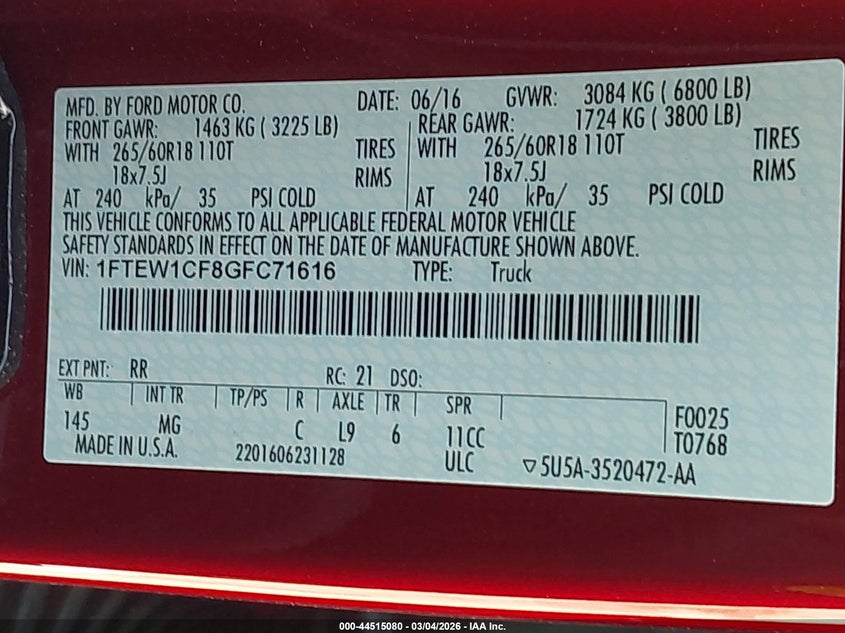 MFD. BY FORD MOTOR CO. DATE: 06/16 GVWR: 3084 KG ( 6800 LB)
FRONT GAWR: 1463 KG ( 3225 LB) REAR GAWR: 1724 KG ( 3800 LB)
WITH 265/60R18 110T TIRES WITH 265/60R18 110T TIRES
18x7.5J RIMS 18x7.5J RIMS
AT 240 kPa/ 35 PSI COLD AT 240 kPa/ 35 PSI COLD
THIS VEHICLE CONFORMS TO ALL APPLICABLE FEDERAL MOTOR VEHICLE
SAFETY STANDARDS IN EFFECT ON THE DATE OF MANUFACTURE SHOWN ABOVE.
VIN: 1FTEW1CF8GFC71616 TYPE: Truck
EXT PNT: RR RC: 21 DSO:
WB INT TR TP/PS R AXLE TR SPR
145 MG C L9 6 11CC F0025
MADE IN U.S.A. 2201606231128 ULC T0768
▽5U5A-3520472-AA
000-44515080 - 03/04/2026 - IAA Inc.